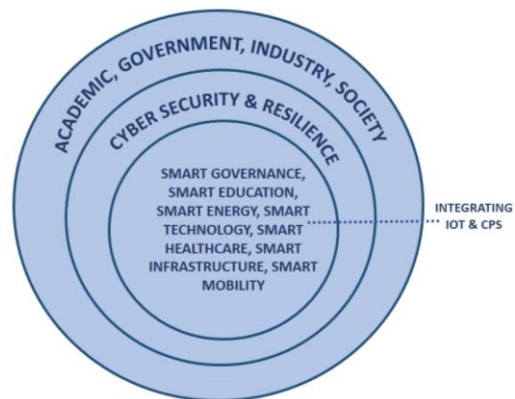 ACADEMIC, GOVERNMENT, INDUSTRY, SOCIETY
CYBER SECURITY & RESILIENCE
SMART GOVERNANCE,
SMART EDUCATION,
SMART ENERGY, SMART
TECHNOLOGY, SMART
HEALTHCARE, SMART
INFRASTRUCTURE, SMART
MOBILITY
INTEGRATING
IOT & CPS